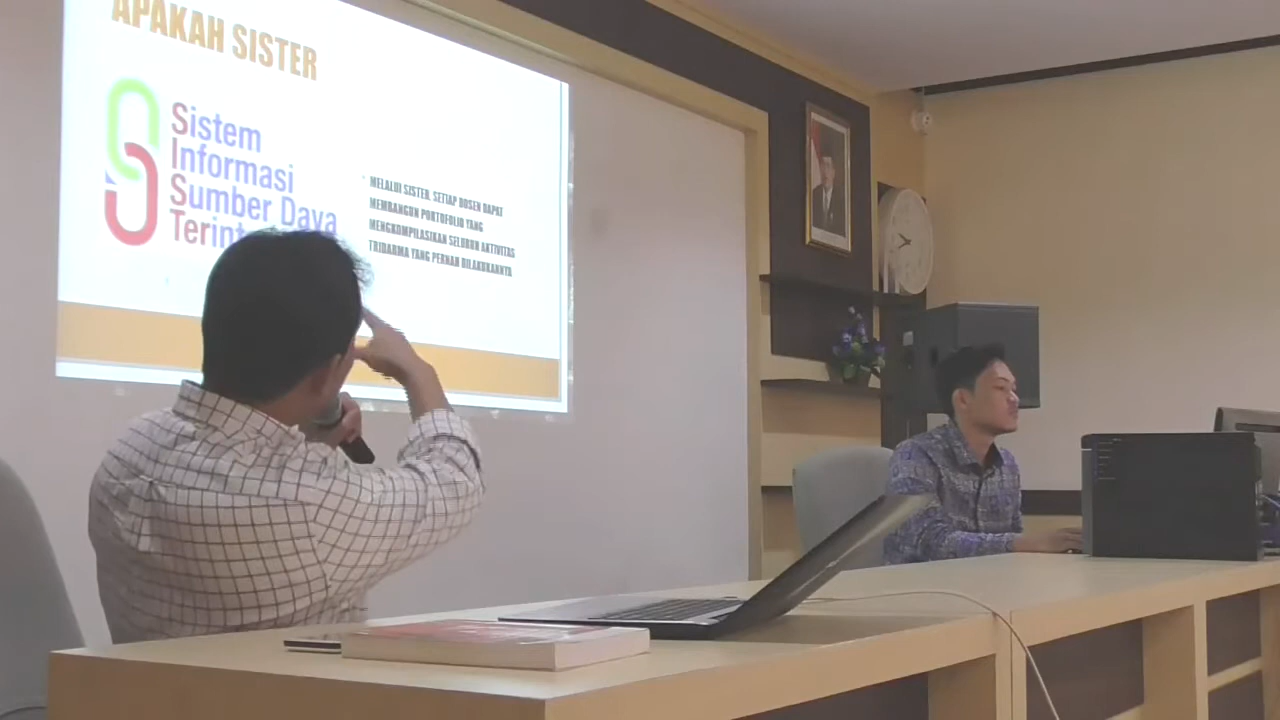 APAKAH SISTER
Sistem
Informasi
Sumber Daya
MELALUI SISTER, SETIAP DOSEN DAPAT
MEMBANGUN PORTOFOLIO YANG
MENGKOMPILASIKAN SELURUH AKTIVITAS
TRIDARMA YANG PERNAH DILAKUKANNYA